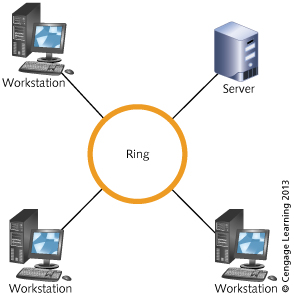 Workstation
Server
Ring
Workstation
Workstation
© Cengage Learning 2013